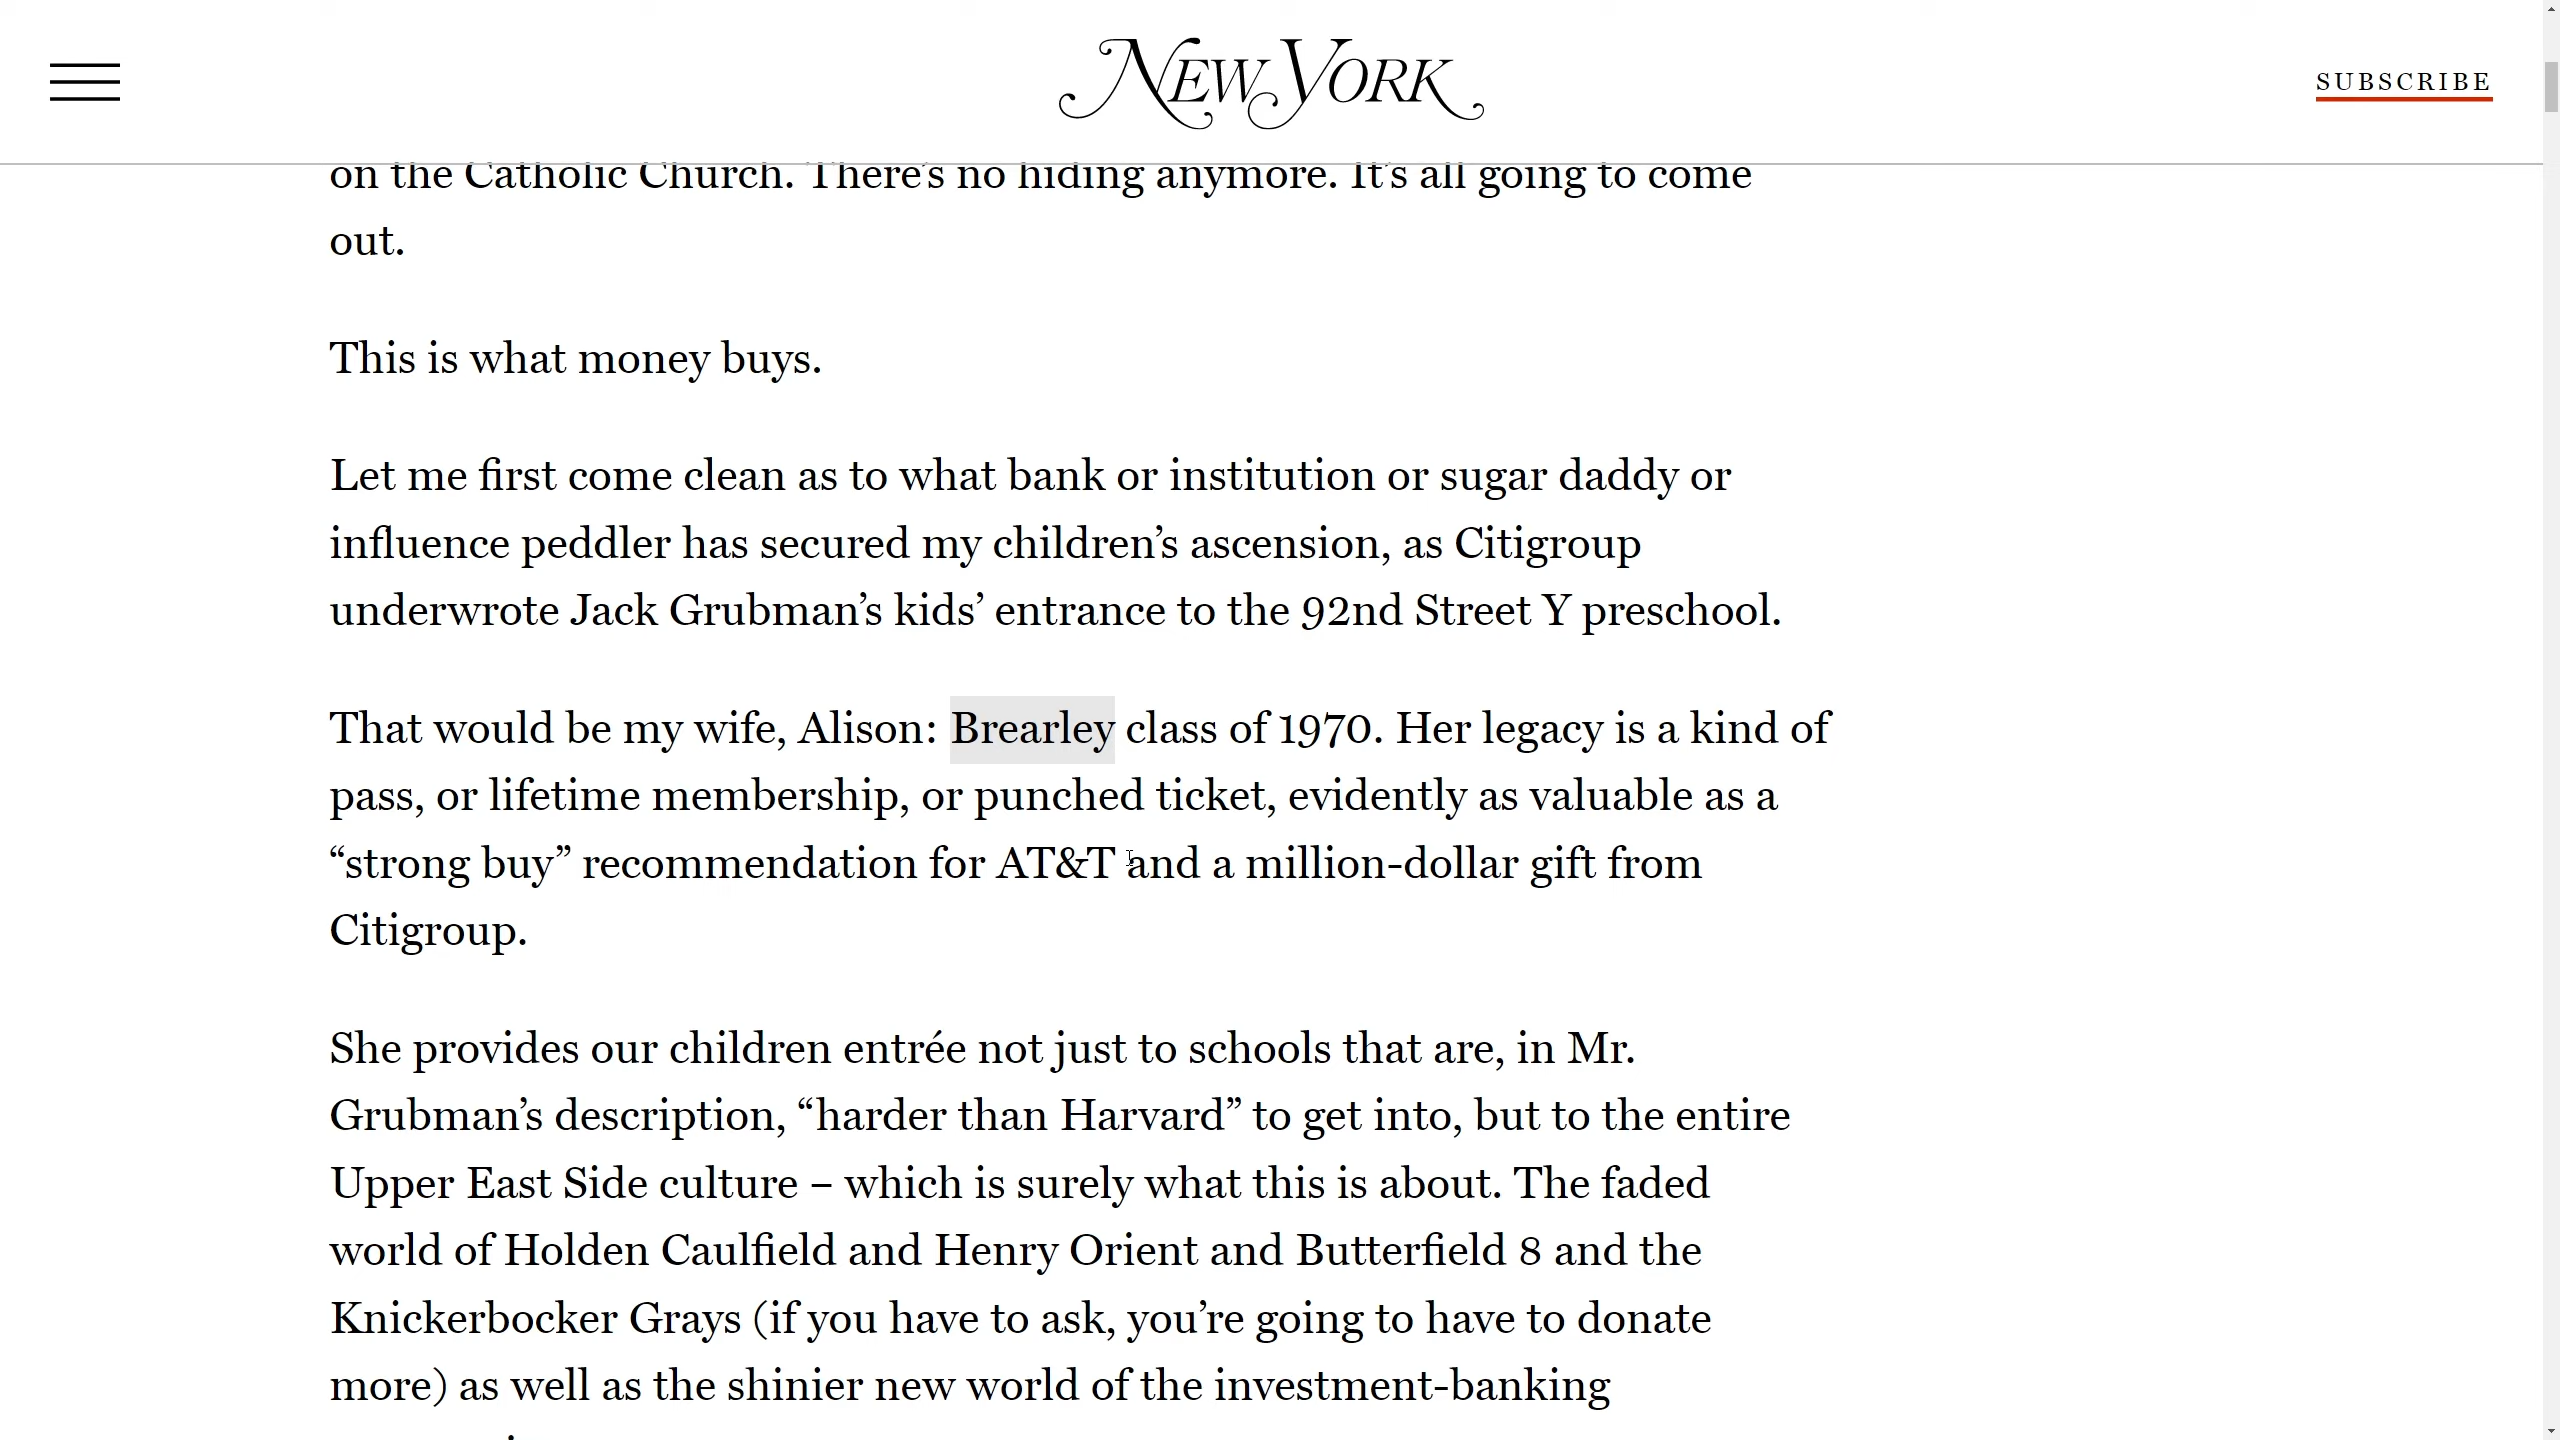 NEW YORK
SUBSCRIBE
on the Catholic Church. There’s no hiding anymore. It’s all going to come
out.
This is what money buys.
Let me first come clean as to what bank or institution or sugar daddy or
influence peddler has secured my children’s ascension, as Citigroup
underwrote Jack Grubman’s kids’ entrance to the 92nd Street Y preschool.
That would be my wife, Alison: Brearley class of 1970. Her legacy is a kind of
pass, or lifetime membership, or punched ticket, evidently as valuable as a
“strong buy” recommendation for AT&T and a million-dollar gift from
Citigroup.
She provides our children entrée not just to schools that are, in Mr.
Grubman’s description, “harder than Harvard” to get into, but to the entire
Upper East Side culture – which is surely what this is about. The faded
world of Holden Caulfield and Henry Orient and Butterfield 8 and the
Knickerbocker Grays (if you have to ask, you’re going to have to donate
more) as well as the shinier new world of the investment-banking